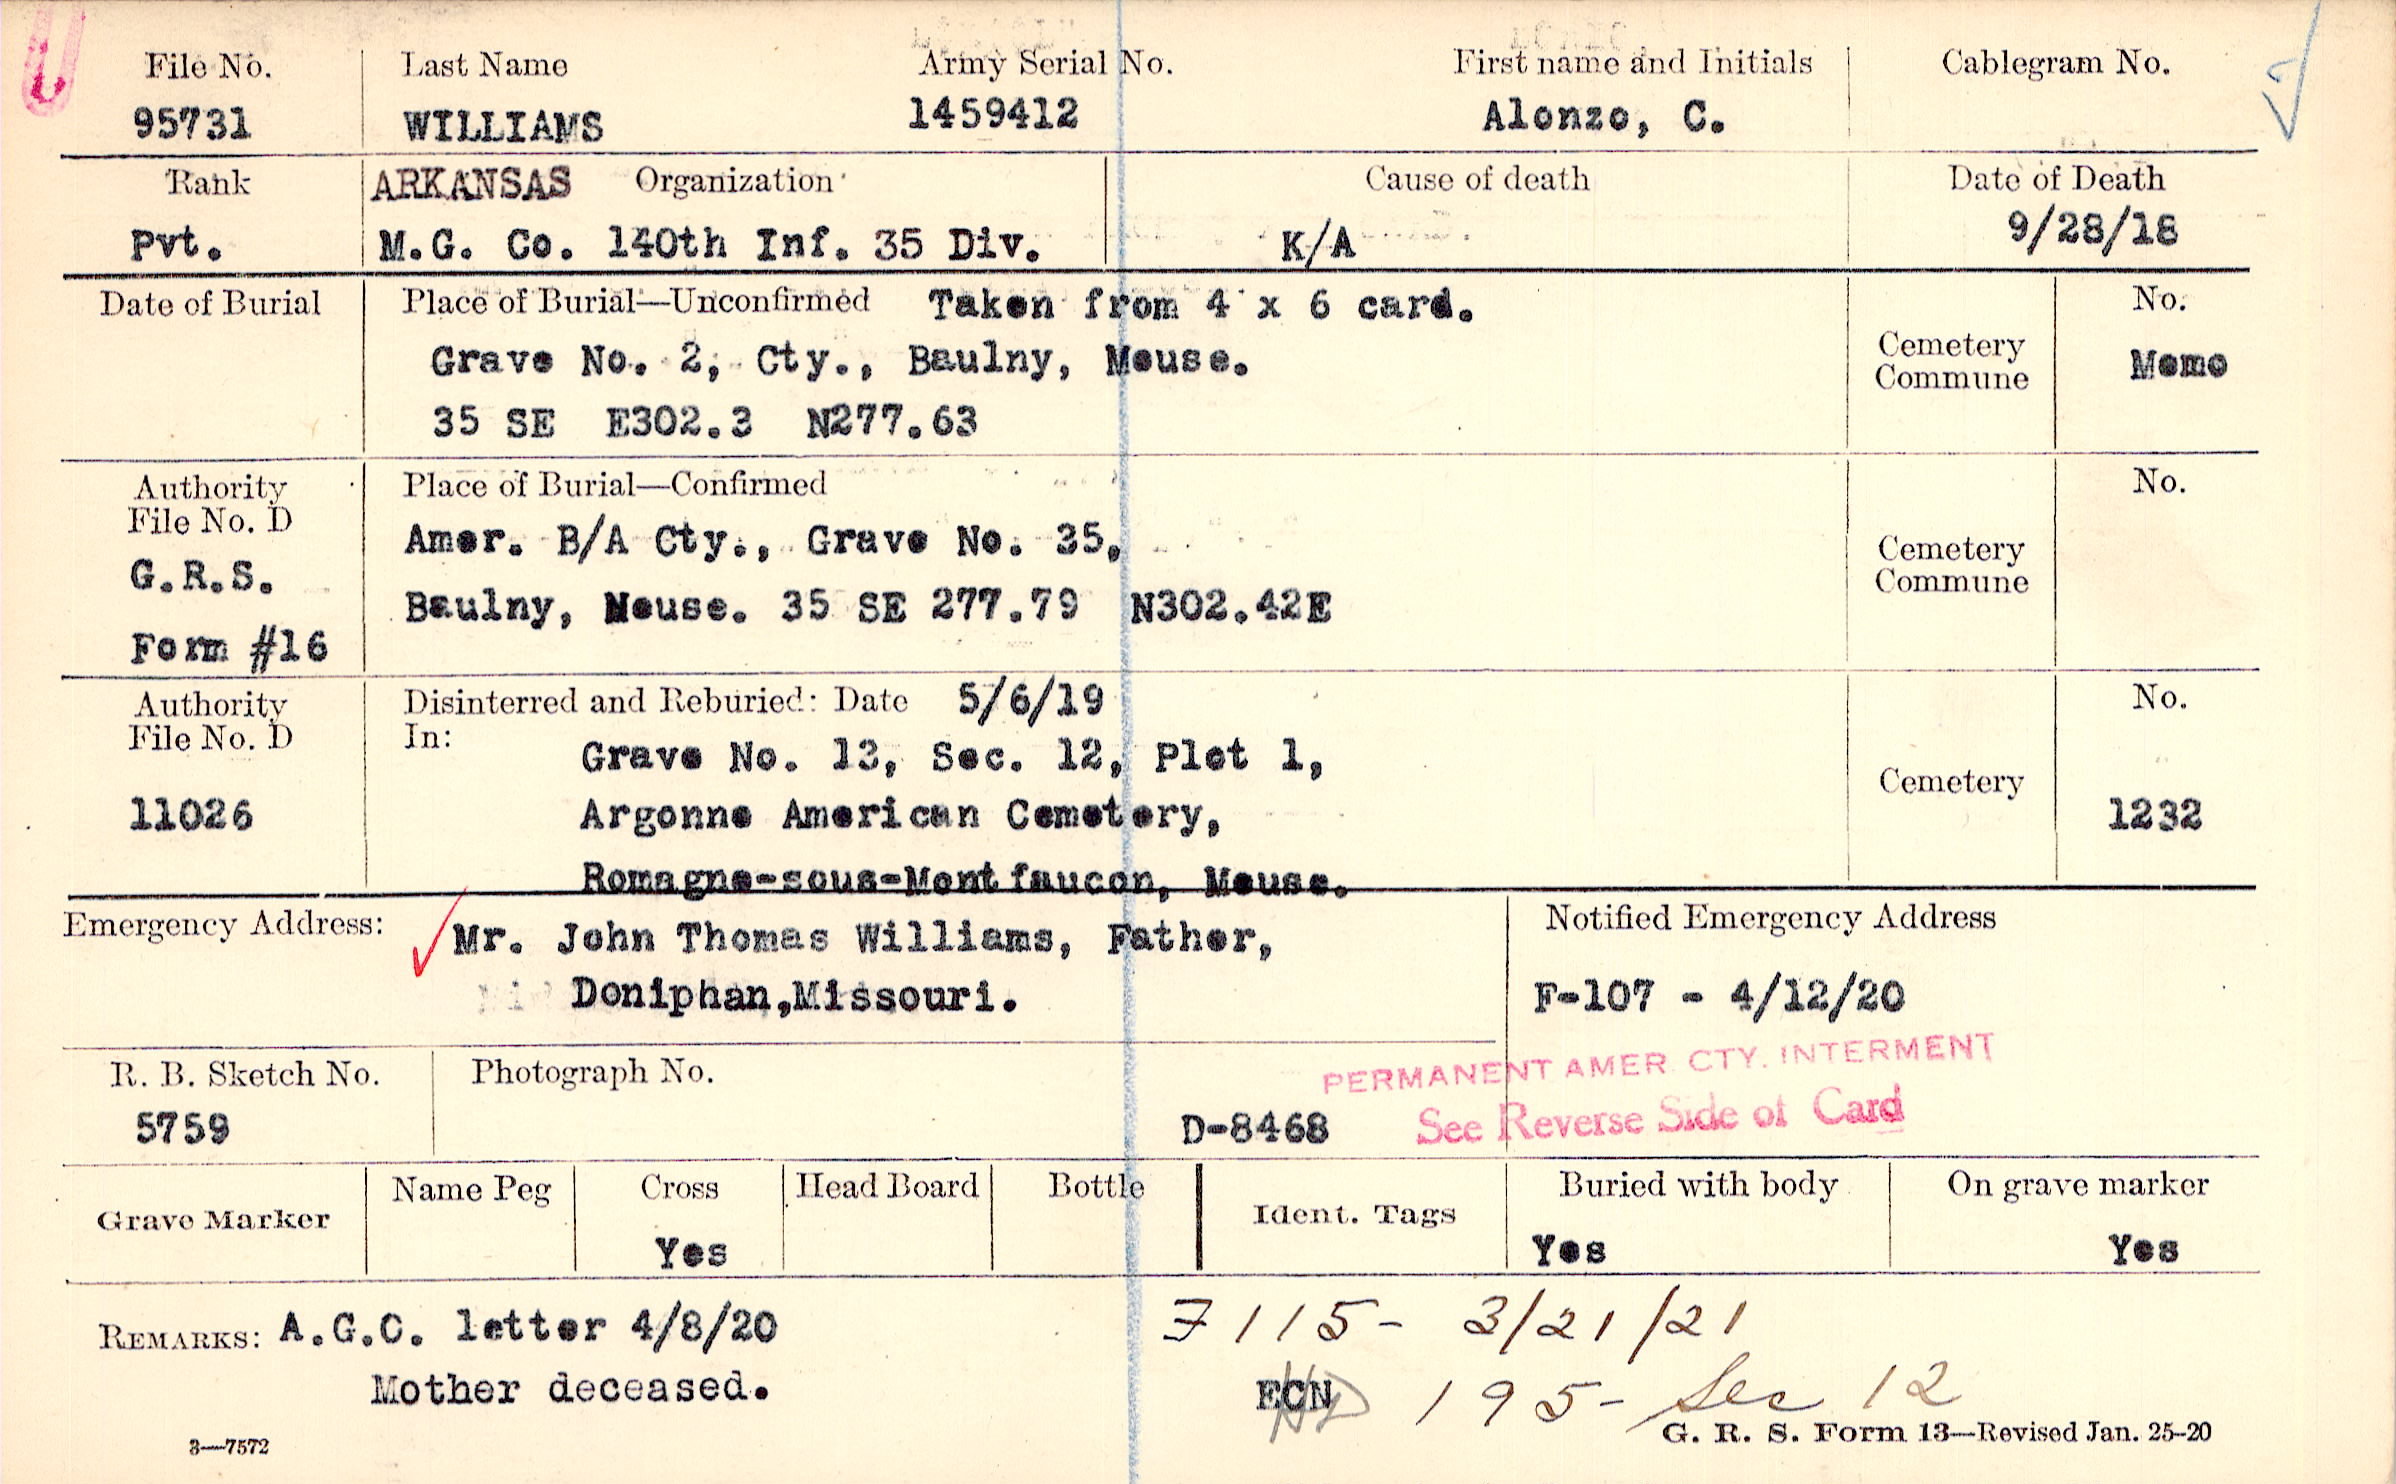 File No. Last Name Army Serial No. First name and Initials Cablegram No.
95731 WILLIAMS 1459412 Alonzo, C.
Rank ARKANSAS Organization Cause of death Date of Death
Pvt. M.G. Co. 140th Inf. 35 Div. K/A 9/28/18
Date of Burial Place of Burial—Unconfirmed Taken from 4 x 6 card. No.
Grave No. 2, Cty., Baulny, Meuse. Cemetery Commune Memo
35 SE E302.3 N277.63
Authority File No. D Place of Burial—Confirmed No.
Amer. B/A Cty., Grave No. 35, Cemetery Commune
G.R.S.
Baulny, Meuse. 35 SE 277.79 N302.42E
Form #16
Authority File No. D Disinterred and Reburied: Date 5/6/19 No.
In: Grave No. 13, Sec. 12, Plot 1,
11026 Argonne American Cemetery, Cemetery 1232
Romagne-sous-Montfaucon, Meuse.
Emergency Address: Mr. John Thomas Williams, Father, Notified Emergency Address
Doniphan,Missouri. F-107 - 4/12/20
PERMANENT AMER. CTY. INTERMENT
R. B. Sketch No. Photograph No.
5759 D-8468 See Reverse Side of Card
Grave Marker Name Peg Cross Head Board Bottle Ident. Tags Buried with body On grave marker
Yes Yes Yes
REMARKS: A.G.O. letter 4/8/20 7115- 3/21/21
Mother deceased. ECN 195- Sec 12
3—7572 G. R. S. Form 13—Revised Jan. 25-20